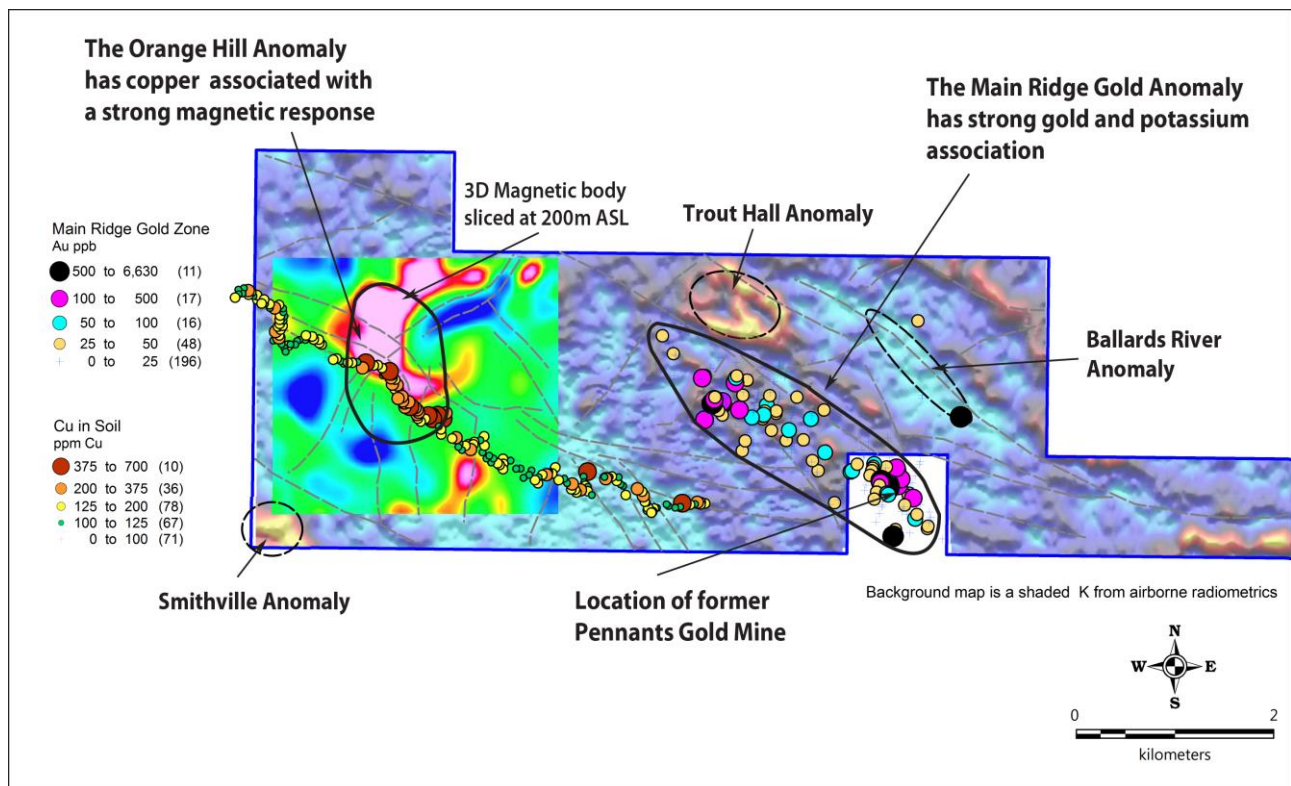 The Orange Hill Anomaly
has copper associated with
a strong magnetic response
The Main Ridge Gold Anomaly
has strong gold and potassium
association
3D Magnetic body
sliced at 200m ASL
Trout Hall Anomaly
Main Ridge Gold Zone
Au ppb
500 to 6,630 (11)
100 to 500 (17)
50 to 100 (16)
25 to 50 (48)
0 to 25 (196)
Ballards River
Anomaly
Cu in Soil
ppm Cu
375 to 700 (10)
200 to 375 (36)
125 to 200 (78)
100 to 125 (67)
0 to 100 (71)
Smithville Anomaly
Location of former
Pennants Gold Mine
Background map is a shaded K from airborne radiometrics
N
W E
S
0 2
kilometers